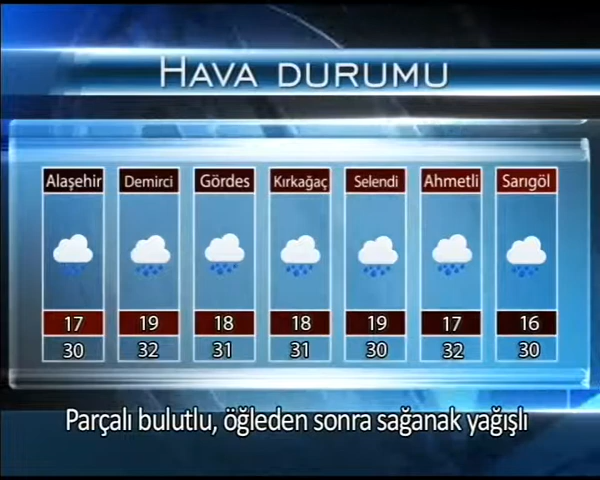 HAVA DURUMU
Alaşehir Demirci Gördes Kırkağaç Selendi Ahmetli Sarıgöl
17 19 18 18 19 17 16
30 32 31 31 30 32 30
Parçalı bulutlu, öğleden sonra sağanak yağışlı